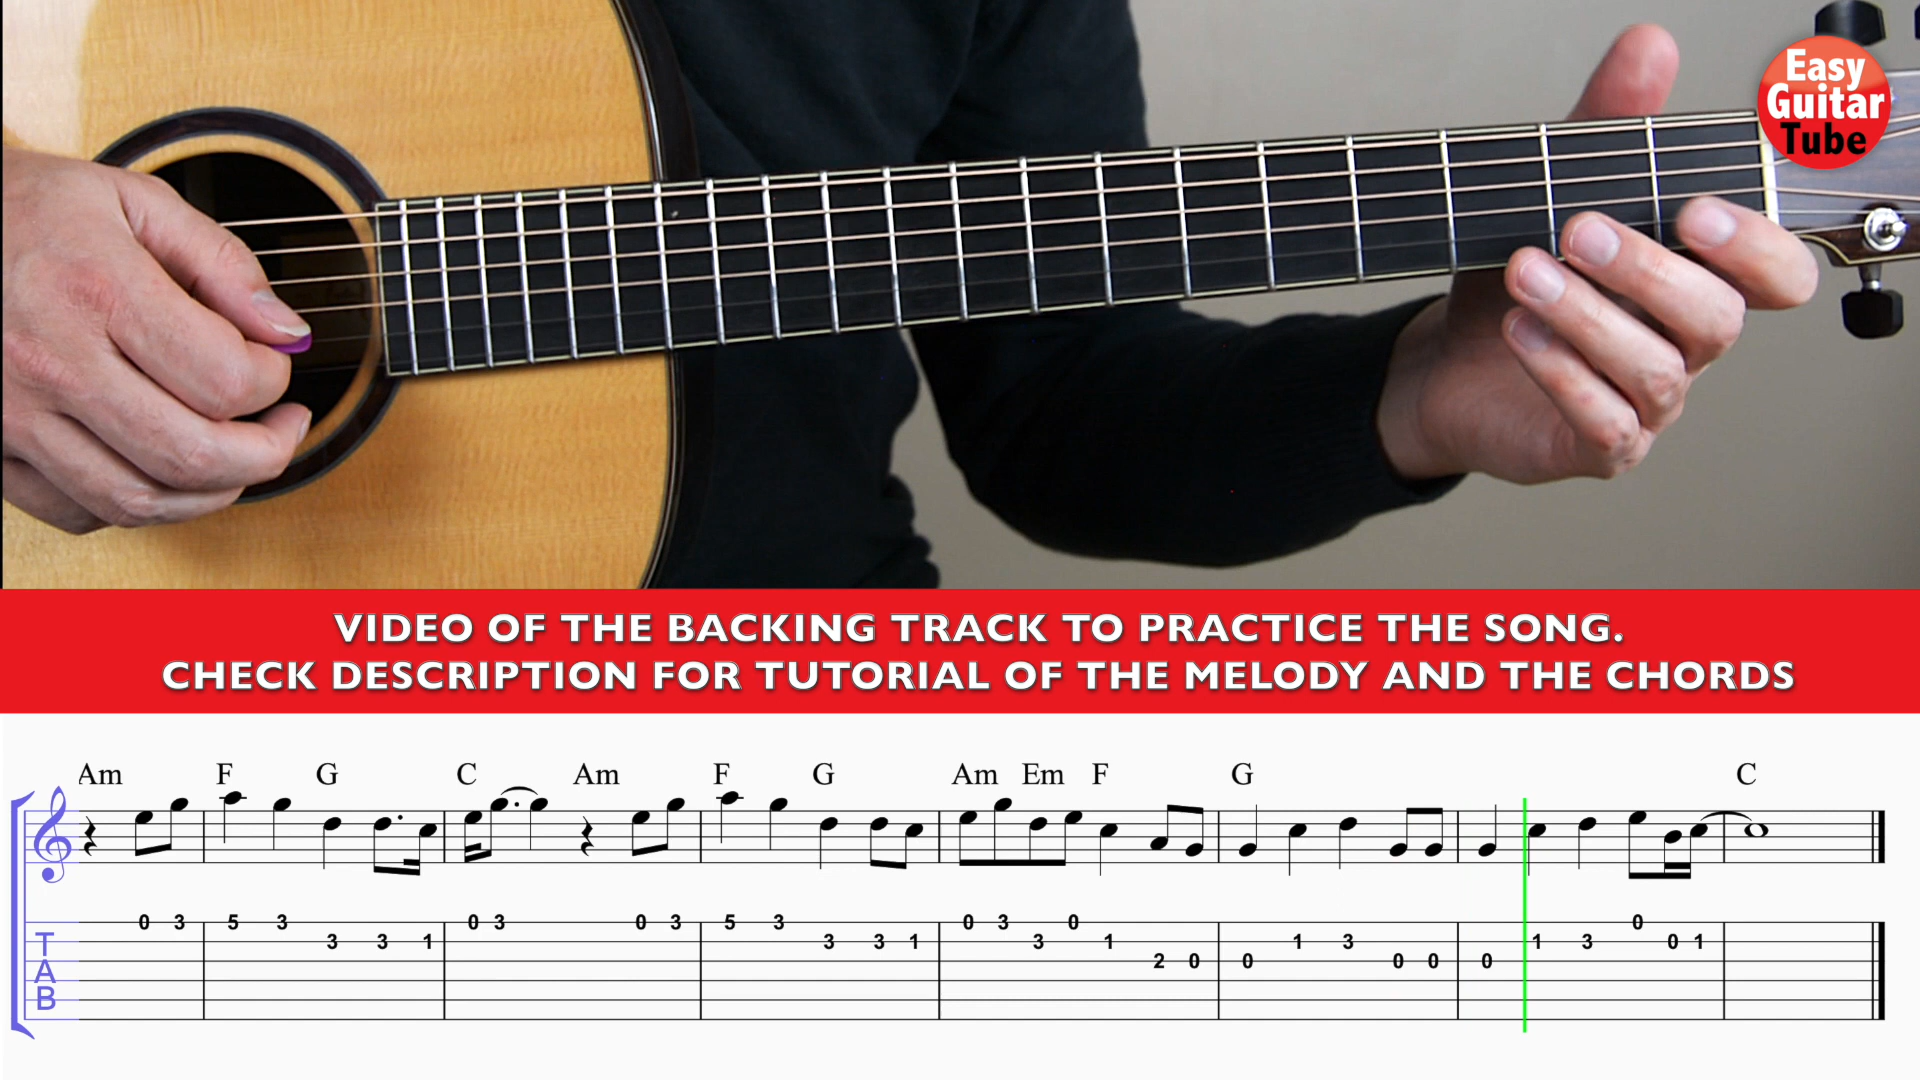 Easy
Guitar
Tube
VIDEO OF THE BACKING TRACK TO PRACTICE THE SONG.
CHECK DESCRIPTION FOR TUTORIAL OF THE MELODY AND THE CHORDS
Am F G C Am F G Am Em F G C
0 3 5 3 0 3 0 3 5 3 0 3 0 0
T 3 3 1 3 3 1 3 1 1 3 1 3 0 1
A 2 0 0 0 0 0
B